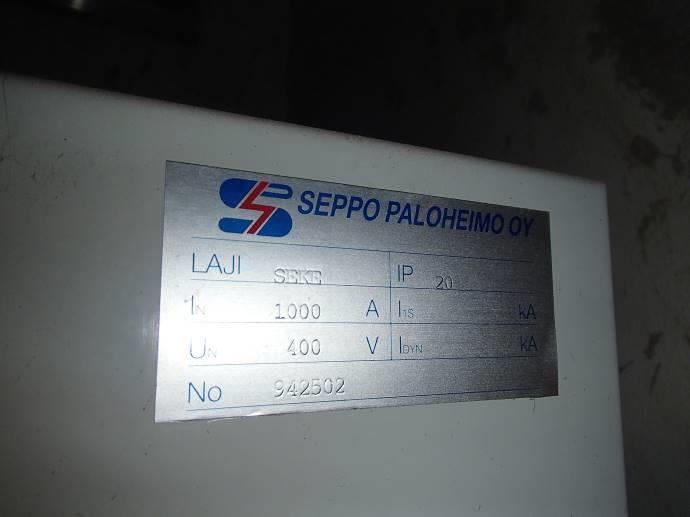 SEPPO PALOHEIMO OY
LAJI SEKE IP 20
IN 1000 A I1S kA
UN 400 V IDYN kA
No 942502